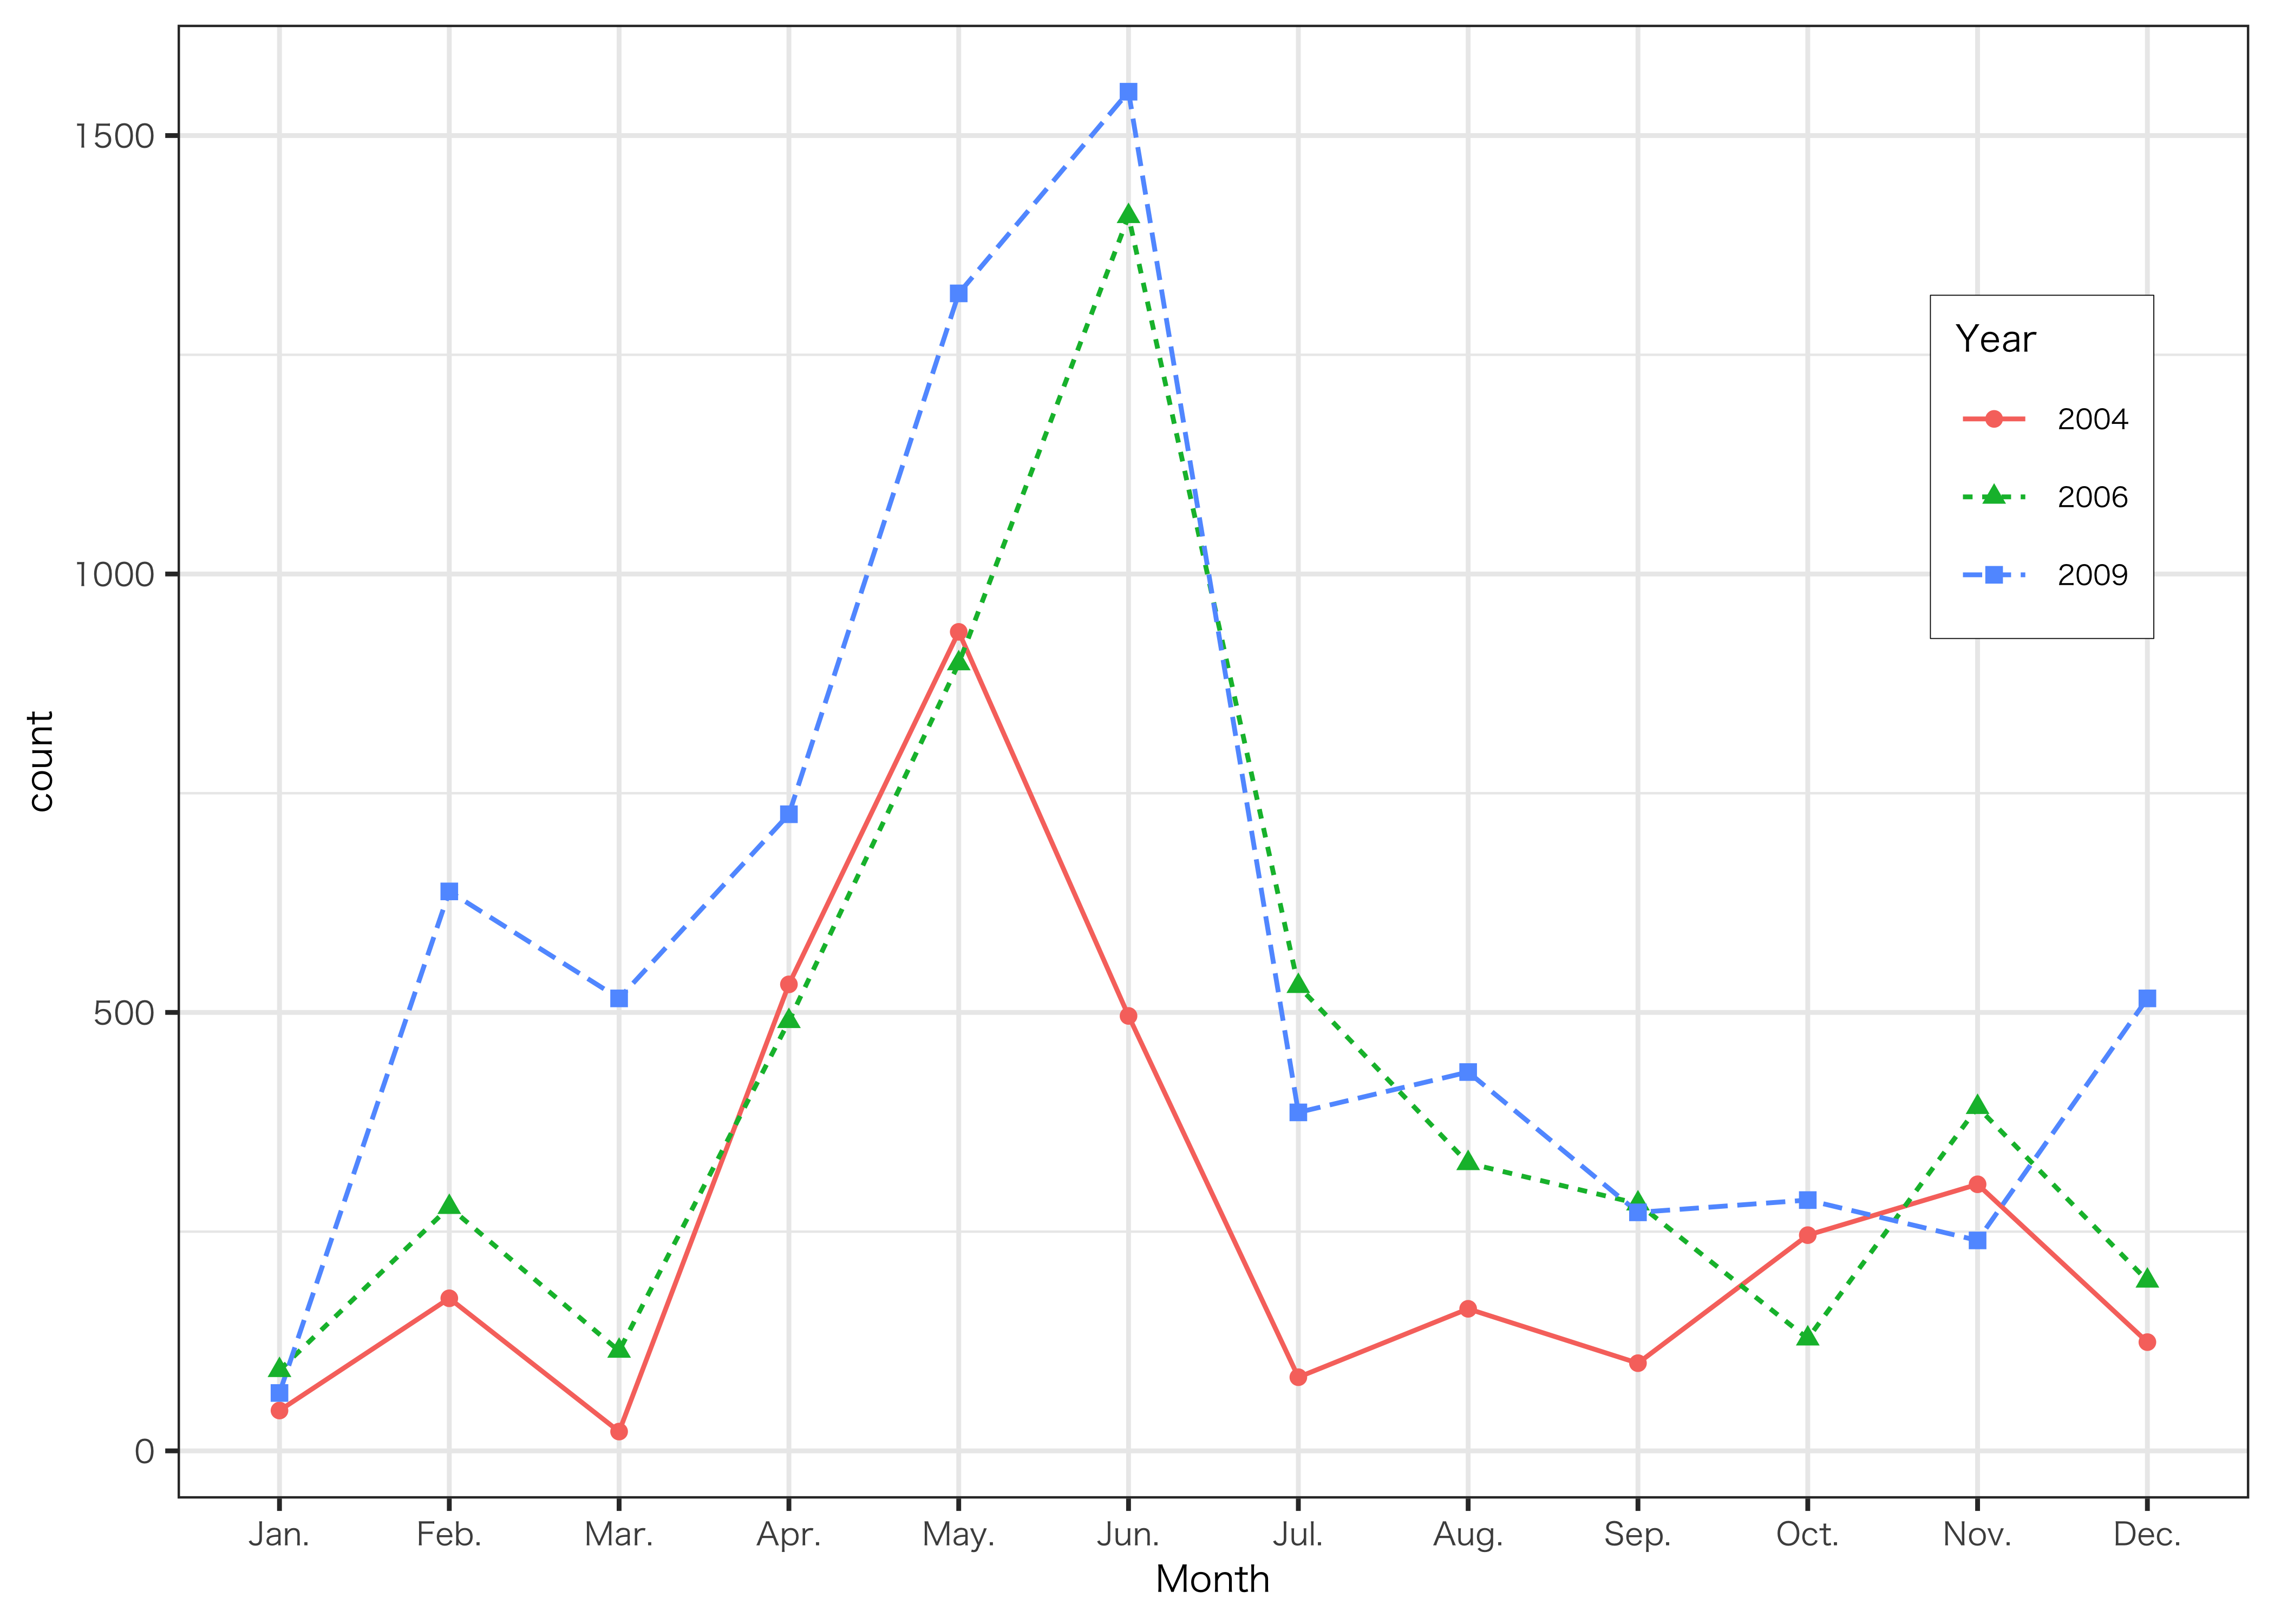 1500
1000
500
0
count
Jan. Feb. Mar. Apr. May. Jun. Jul. Aug. Sep. Oct. Nov. Dec.
Month
Year
2004
2006
2009